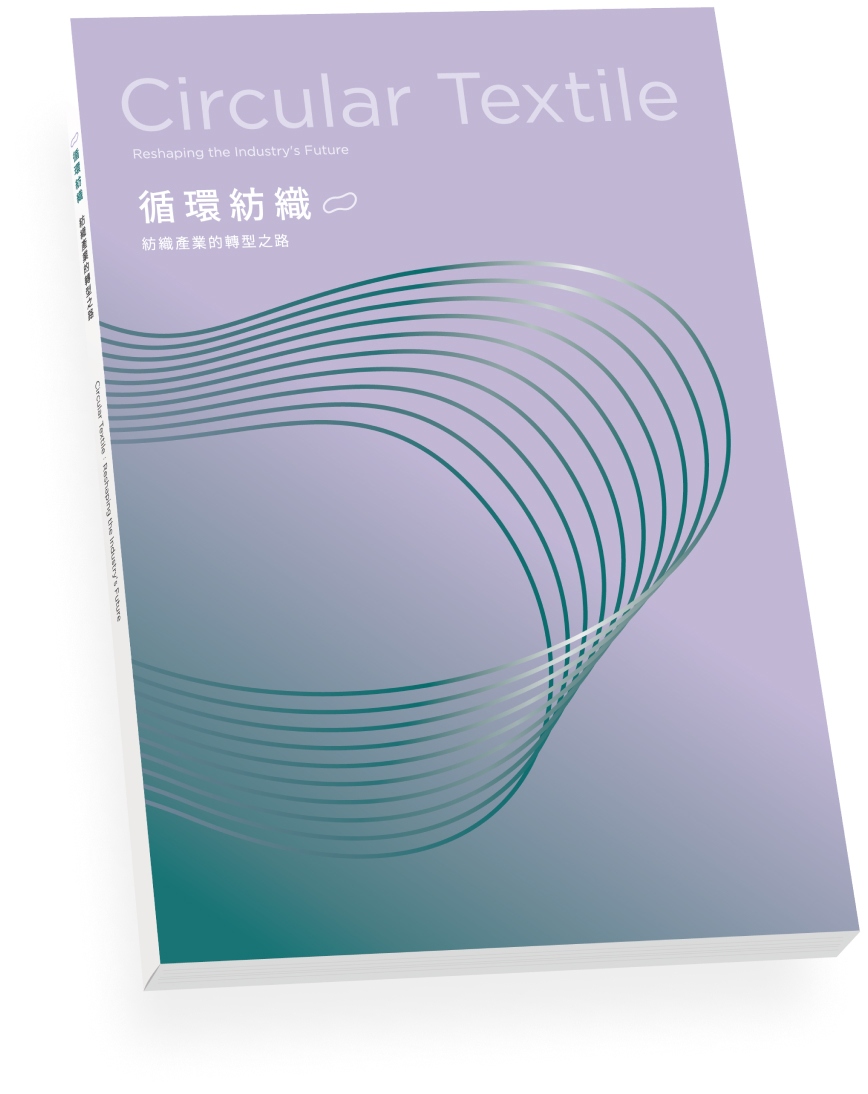 Circular Textile
Reshaping the Industry's Future
循環紡織
紡織產業的轉型之路
循環紡織 紡織產業的轉型之路 Circular Textile : Reshaping the Industry's Future